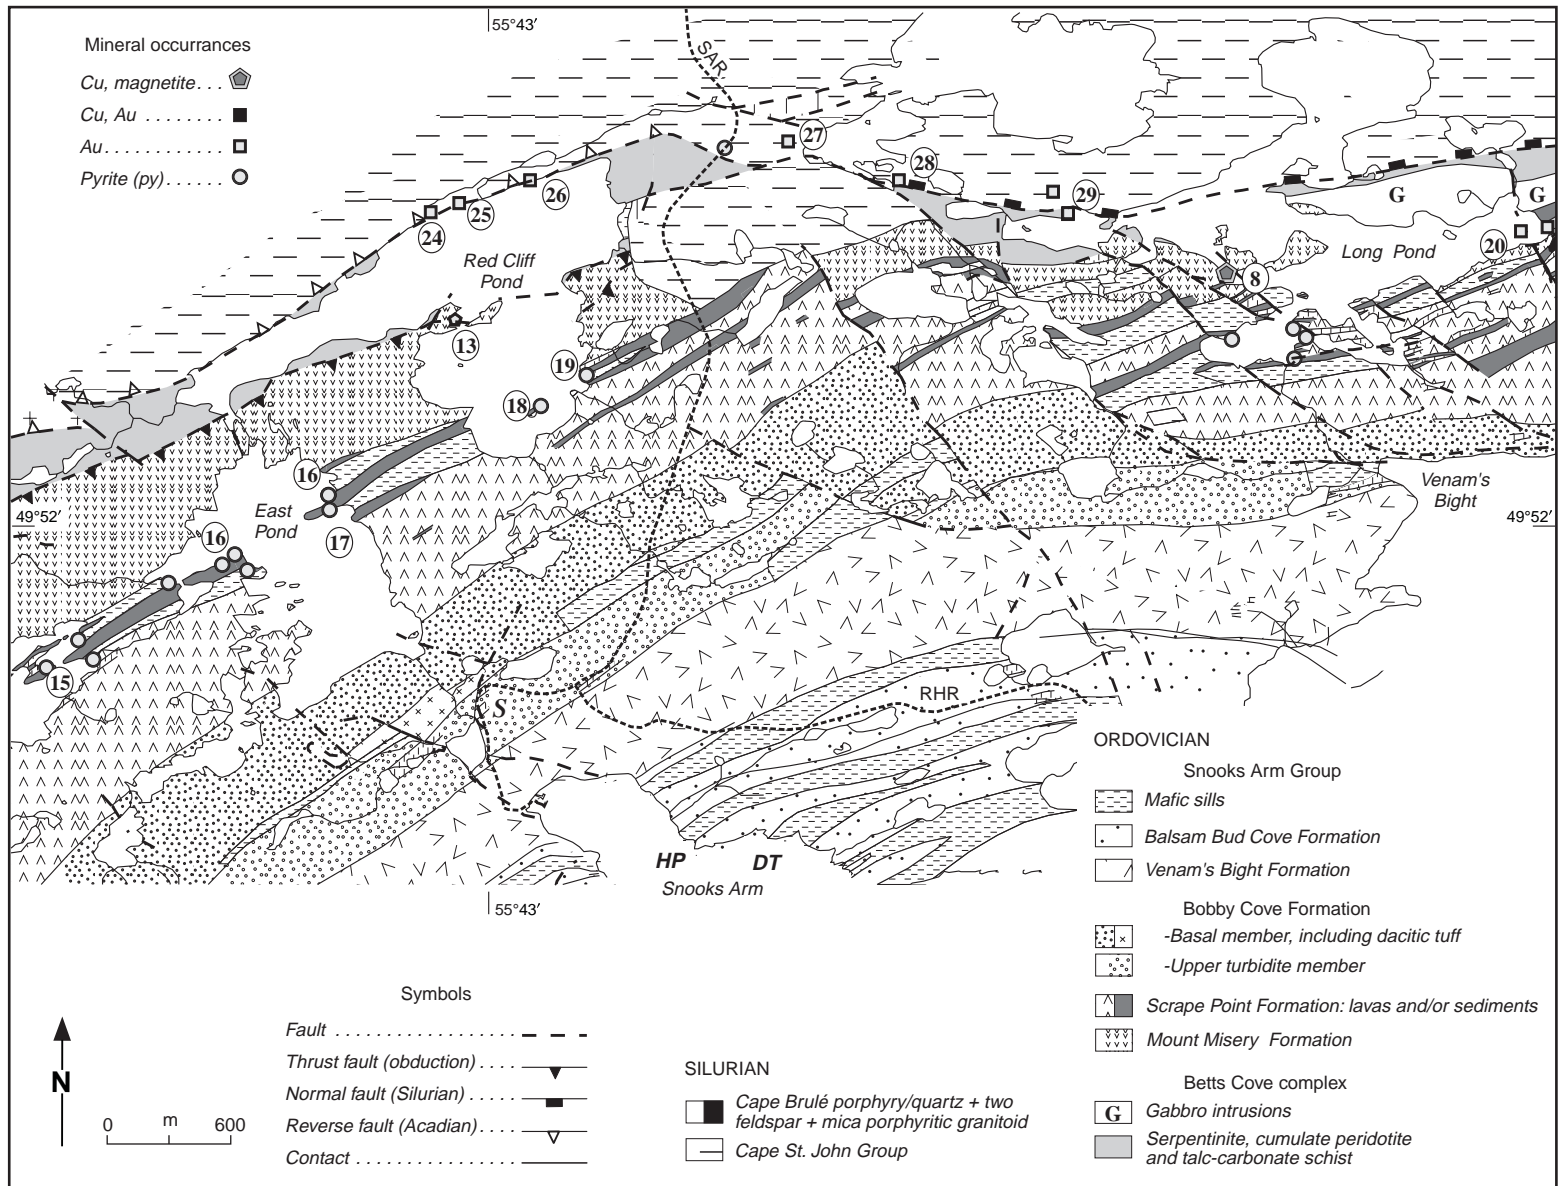 55°43′
Mineral occurrances
Cu, magnetite. . .
Cu, Au . . . . . . . .
Au. . . . . . . . . . . .
Pyrite (py). . . . . .
SAR
27
28
26
25
24
29
G
G
20
Red Cliff
Pond
Long Pond
8
13
19
18
16
East
Pond
49°52′
17
16
Venam's
Bight
49°52′
15
S
RHR
HP
DT
Snooks Arm
55°43′
ORDOVICIAN
Snooks Arm Group
Mafic sills
Balsam Bud Cove Formation
Venam's Bight Formation
Bobby Cove Formation
-Basal member, including dacitic tuff
-Upper turbidite member
Scrape Point Formation: lavas and/or sediments
Mount Misery Formation
Betts Cove complex
G Gabbro intrusions
Serpentinite, cumulate peridotite
and talc-carbonate schist
Symbols
Fault . . . . . . . . . . . . . . . . .
Thrust fault (obduction) . . . .
Normal fault (Silurian) . . . . .
Reverse fault (Acadian) . . . .
Contact . . . . . . . . . . . . . . .
N
0 m 600
SILURIAN
Cape Brulé porphyry/quartz + two
feldspar + mica porphyritic granitoid
Cape St. John Group